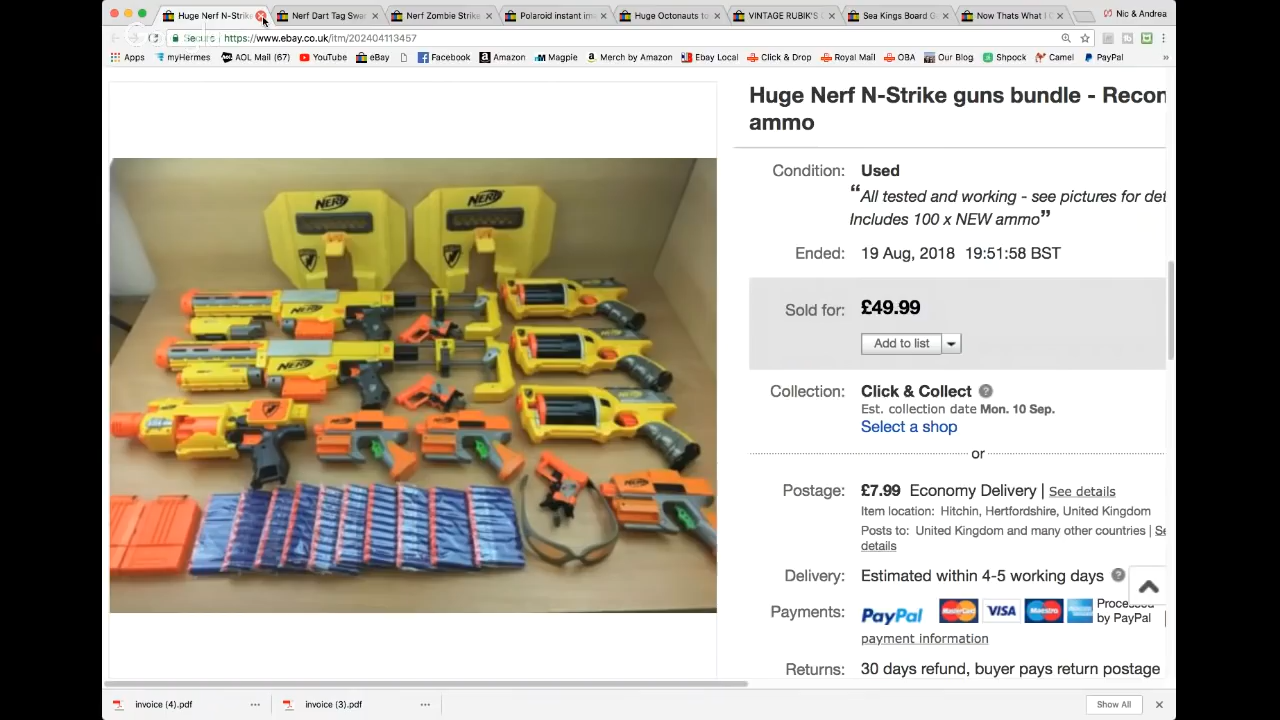 Huge Nerf N-Strik
Nerf Dart Tag Swa
Nerf Zombie Strike
Polaroid Instant im
Huge Octonauts
VINTAGE RUBIK'S
Sea Kings Board G
Now Thats What I
Nic & Andrea
Secure
https://www.ebay.co.uk/itm/202404113457
Apps
myHermes
AOL Mail (67)
YouTube
eBay
Facebook
Amazon
Magpie
Merch by Amazon
Ebay Local
Click & Drop
Royal Mail
OBA
Our Blog
Shpock
Camel
PayPal
»
NERF
NERF
NERF
NERF
Huge Nerf N-Strike guns bundle - Recon
ammo
Condition: Used
“All tested and working - see pictures for det
Includes 100 x NEW ammo”
Ended: 19 Aug, 2018 19:51:58 BST
Sold for: £49.99
Add to list
Collection: Click & Collect ?
Est. collection date Mon. 10 Sep.
Select a shop
or
Postage: £7.99 Economy Delivery | See details
Item location: Hitchin, Hertfordshire, United Kingdom
Posts to: United Kingdom and many other countries | Se
details
Delivery: Estimated within 4-5 working days ?
Payments: PayPal MasterCard VISA Maestro Processed
by PayPal
payment information
Returns: 30 days refund, buyer pays return postage
invoice (4).pdf
invoice (3).pdf
Show All